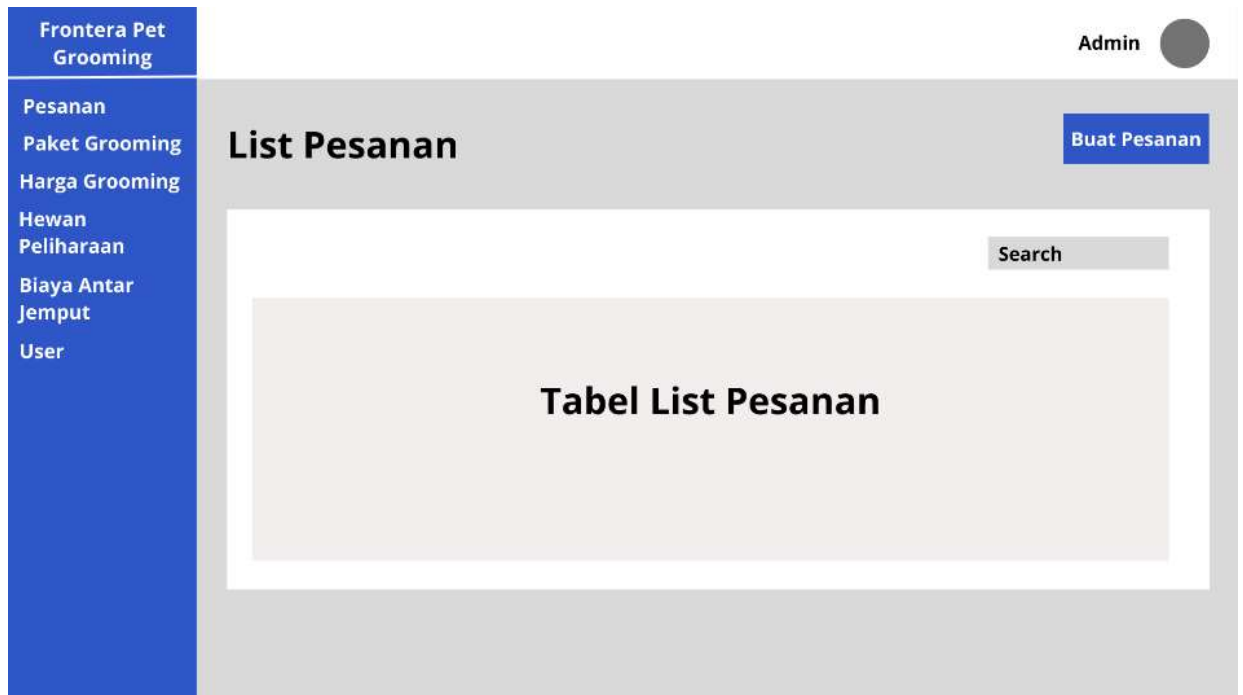 Frontera Pet
Grooming
Admin
Pesanan
Paket Grooming
Harga Grooming
Hewan
Peliharaan
Biaya Antar
Jemput
User
List Pesanan
Buat Pesanan
Search
Tabel List Pesanan